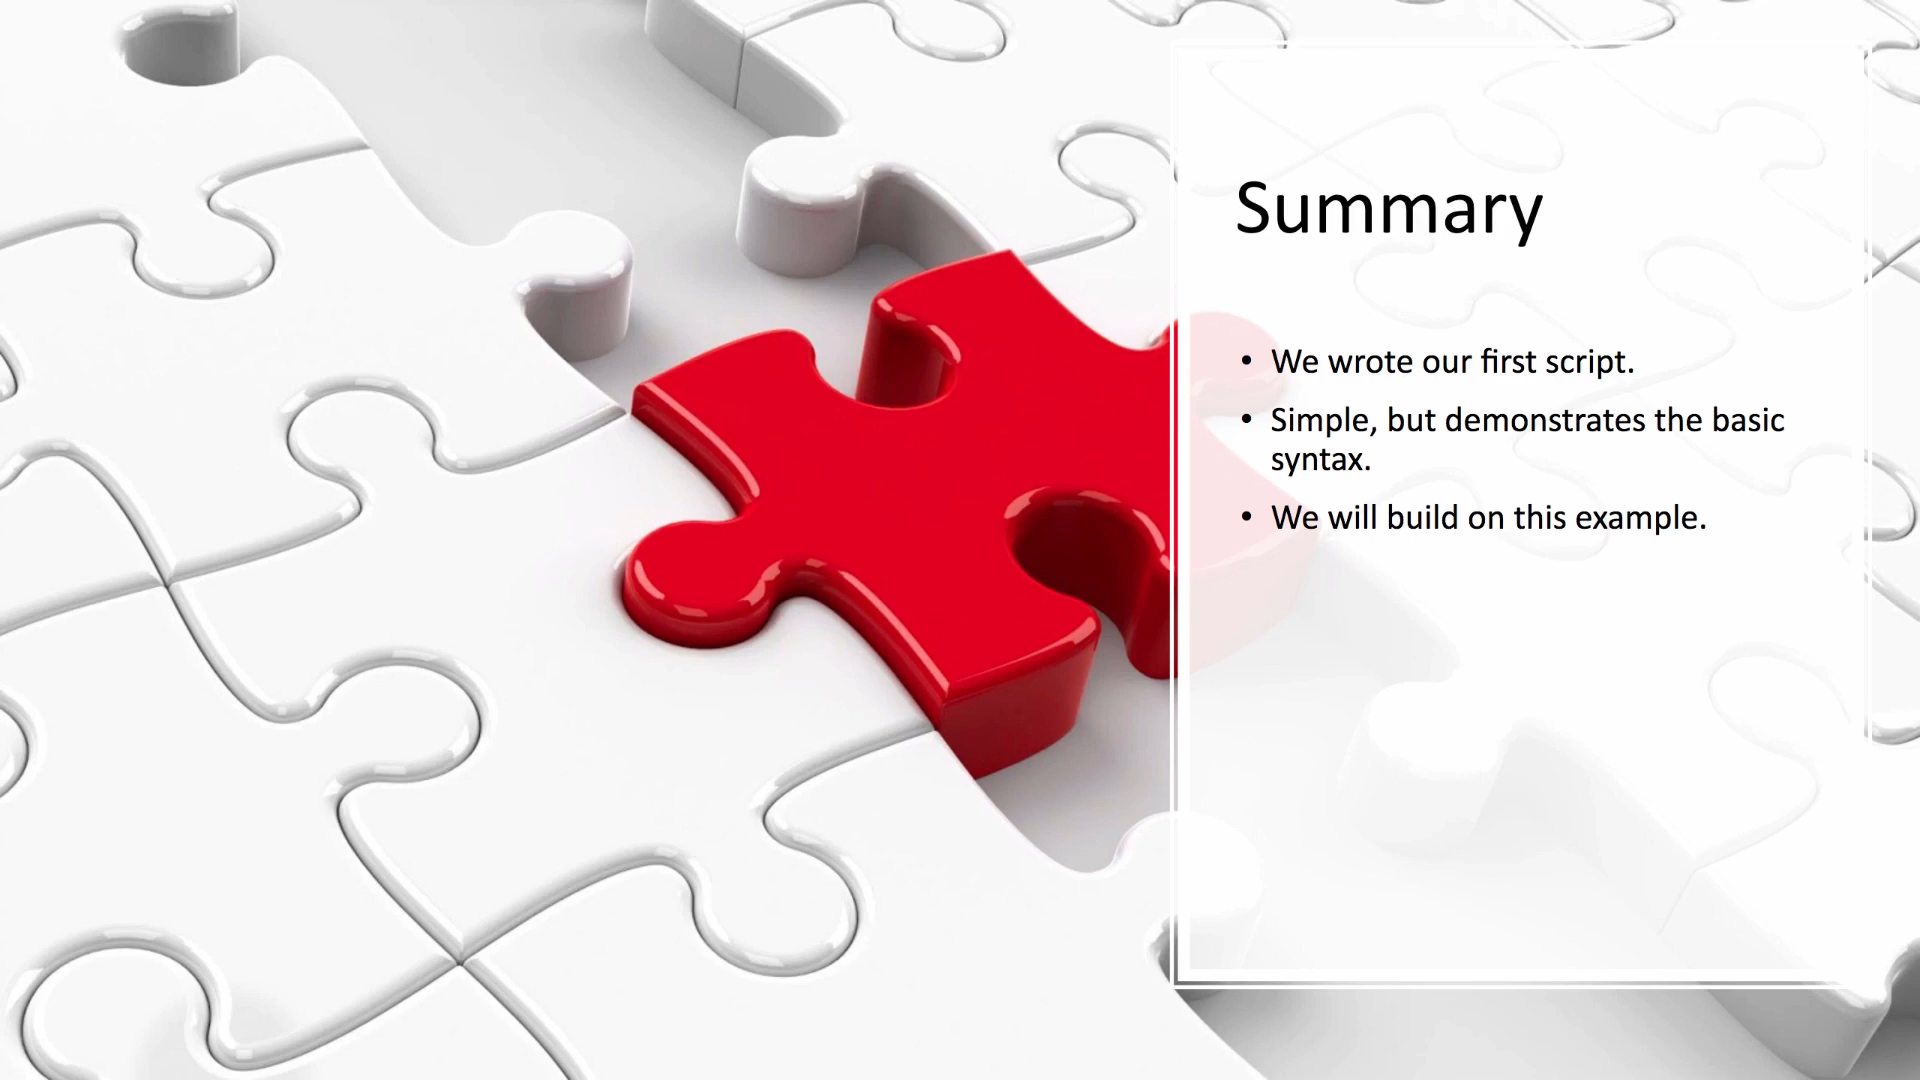 Summary
• We wrote our first script.
• Simple, but demonstrates the basic
syntax.
• We will build on this example.